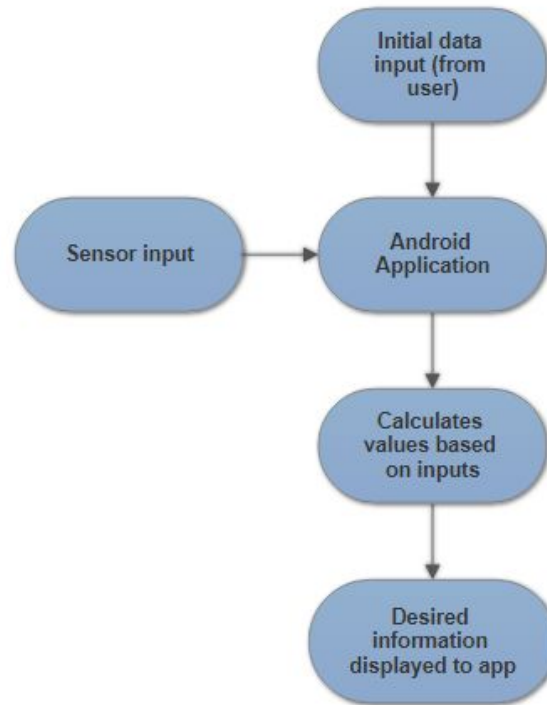 Initial data
input (from
user)
Sensor input
Android
Application
Calculates
values based
on inputs
Desired
information
displayed to app